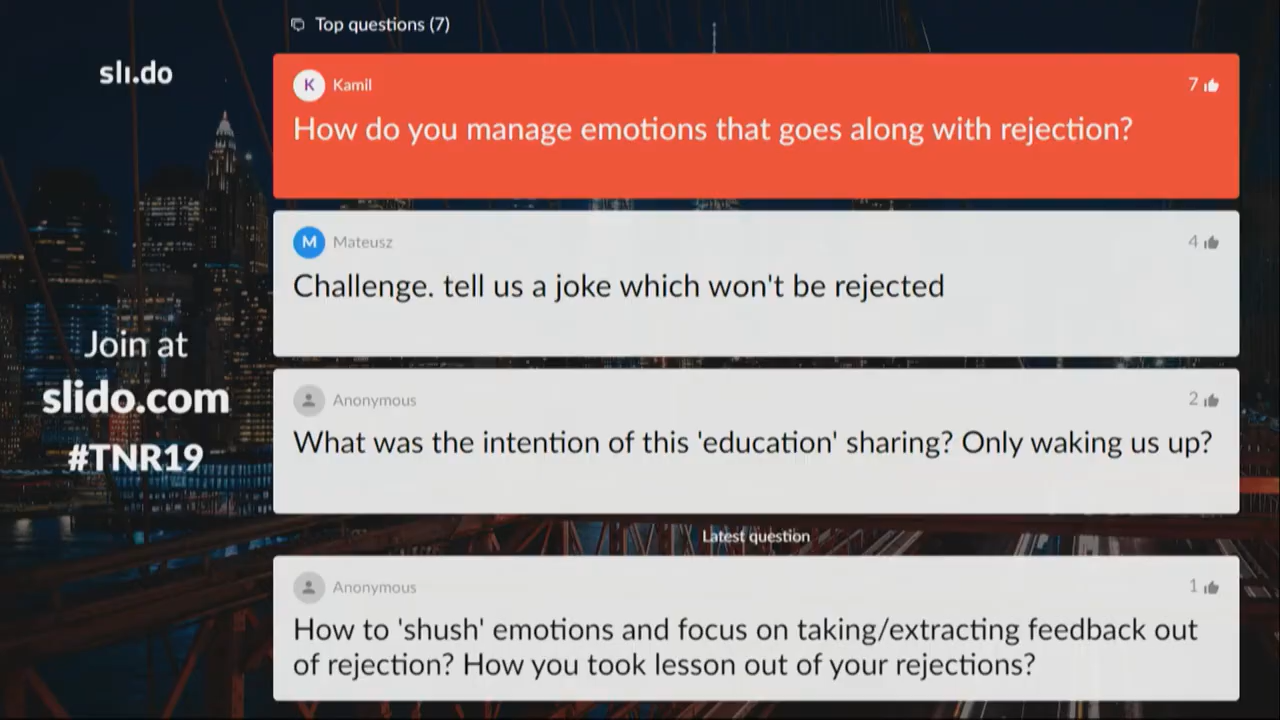 Top questions (7)
slı.do
K Kamil 7
How do you manage emotions that goes along with rejection?
M Mateusz 4
Challenge. tell us a joke which won't be rejected
Join at
slido.com
#TNR19
Anonymous 2
What was the intention of this 'education' sharing? Only waking us up?
Latest question
Anonymous 1
How to 'shush' emotions and focus on taking/extracting feedback out
of rejection? How you took lesson out of your rejections?